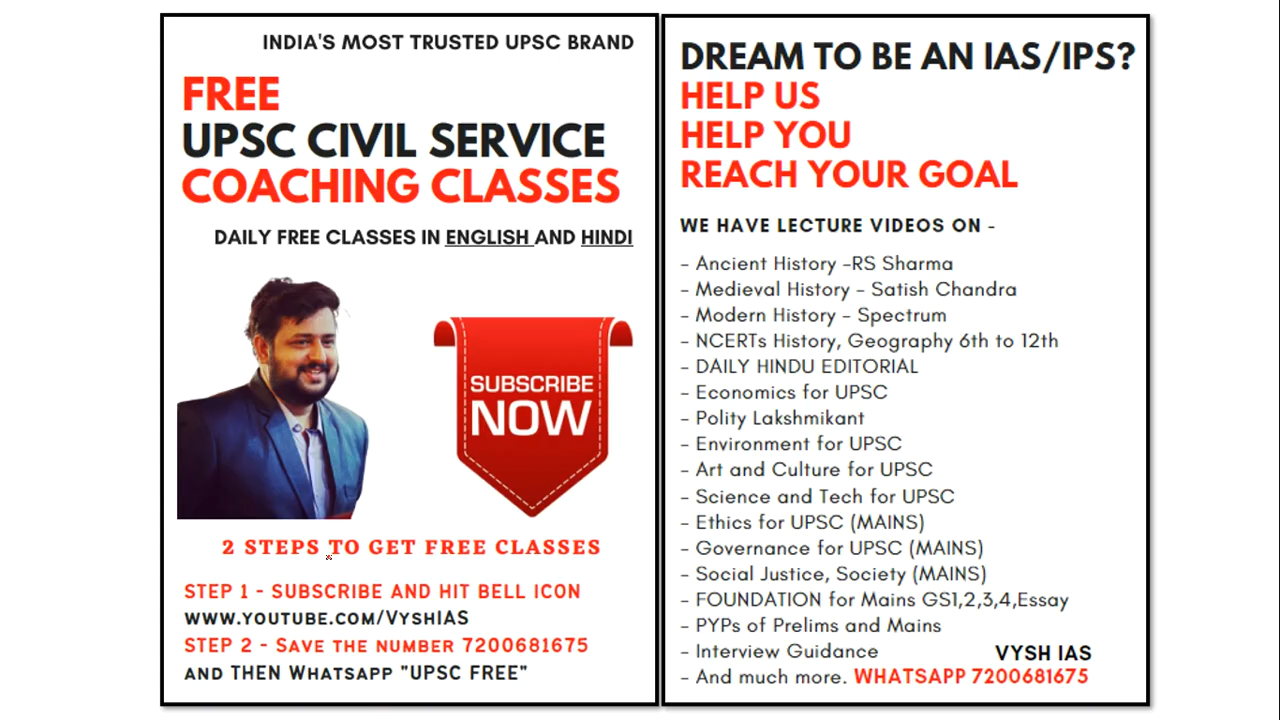 INDIA'S MOST TRUSTED UPSC BRAND
FREE
UPSC CIVIL SERVICE
COACHING CLASSES
DAILY FREE CLASSES IN ENGLISH AND HINDI
SUBSCRIBE
NOW
2 STEPS TO GET FREE CLASSES
STEP 1 - SUBSCRIBE AND HIT BELL ICON
WWW.YOUTUBE.COM/VYSHIAS
STEP 2 - SAVE THE NUMBER 7200681675
AND THEN WHATSAPP "UPSC FREE"
DREAM TO BE AN IAS/IPS?
HELP US
HELP YOU
REACH YOUR GOAL
WE HAVE LECTURE VIDEOS ON -
- Ancient History -RS Sharma
- Medieval History - Satish Chandra
- Modern History - Spectrum
- NCERTs History, Geography 6th to 12th
- DAILY HINDU EDITORIAL
- Economics for UPSC
- Polity Lakshmikant
- Environment for UPSC
- Art and Culture for UPSC
- Science and Tech for UPSC
- Ethics for UPSC (MAINS)
- Governance for UPSC (MAINS)
- Social Justice, Society (MAINS)
- FOUNDATION for Mains GS1,2,3,4,Essay
- PYPs of Prelims and Mains
- Interview Guidance VYSH IAS
- And much more. WHATSAPP 7200681675